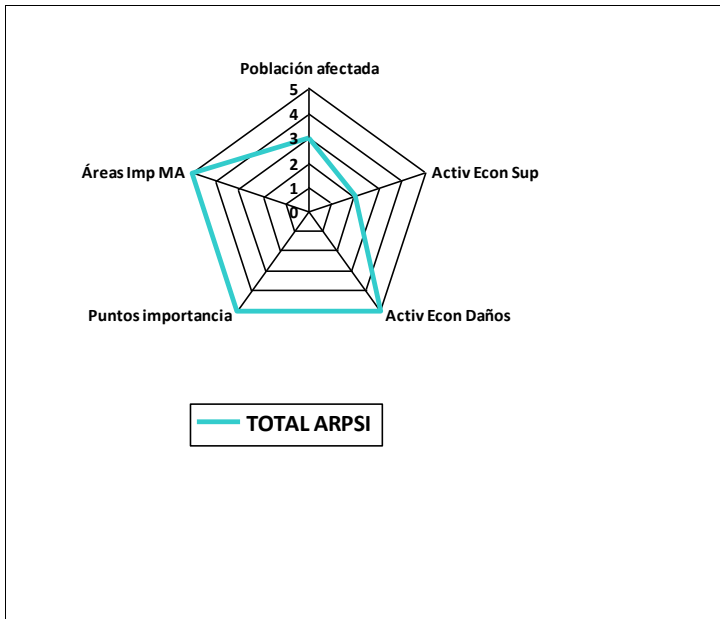 Población afectada
5
4
3
2
1
0
Áreas Imp MA
Activ Econ Sup
Puntos importancia
Activ Econ Daños
TOTAL ARPSI